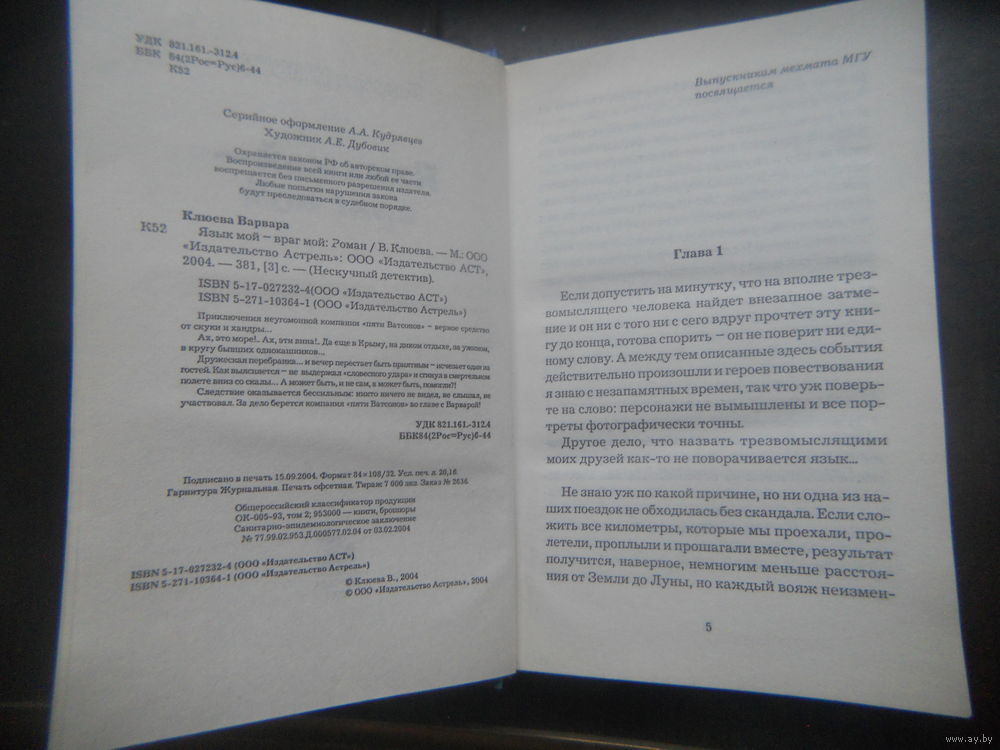 УДК 821.161.-312.4
ББК 84(2Рос=Рус)6-44
К52
Серийное оформление А.А. Кудрявцев
Художник А.Е. Дубовик
Охраняется законом РФ об авторском праве.
Воспроизведение всей книги или любой ее части
воспрещается без письменного разрешения издателя.
Любые попытки нарушения закона
будут преследоваться в судебном порядке.
Клюева Варвара
К52 Язык мой – враг мой: Роман / В. Клюева. — М.: ООО
«Издательство Астрель»: ООО «Издательство АСТ»,
2004. — 381, [3] с. — (Нескучный детектив).
ISBN 5-17-027232-4(ООО «Издательство АСТ»)
ISBN 5-271-10364-1 (ООО «Издательство Астрель»)
Приключения неугомонной компании «пяти Ватсонов» – верное средство
от скуки и хандры...
Ах, это море!.. Ах, эти вина!.. Да еще в Крыму, на диком отдыхе, за ужином,
в кругу бывших однокашников...
Дружеская перебранка... и вечер перестает быть приятным – исчезает один из
гостей. Как выясняется – не выдержал «словесного удара» и сгинул в смертельном
полете вниз со скалы... А может быть, и не сам, а может быть, помогли?!
Следствие оказывается бессильным: никто ничего не видел, не слышал, не
участвовал. За дело берется компания «пяти Ватсонов» во главе с Варварой!
УДК 821.161-312.4
ББК84(2Рос=Рус)6-44
Подписано в печать 15.09.2004. Формат 84×108/32. Усл. печ. л. 20,16.
Гарнитура Журнальная. Печать офсетная. Тираж 7 000 экз. Заказ № 2636.
Общероссийский классификатор продукции
ОК-005-93, том 2; 953000 — книги, брошюры
Санитарно-эпидемиологическое заключение
№ 77.99.02.953.Д.000577.02.04 от 03.02.2004
ISBN 5-17-027232-4 (ООО «Издательство АСТ»)
ISBN 5-271-10364-1 (ООО «Издательство Астрель»)
© Клюева В., 2004
© ООО «Издательство Астрель», 2004
Выпускникам мехмата МГУ
посвящается
Глава 1
Если допустить на минутку, что на вполне трез-
вомыслящего человека найдет внезапное затме-
ние и он ни с того ни с сего вдруг прочтет эту кни-
гу до конца, готова спорить – он не поверит ни еди-
ному слову. А между тем описанные здесь события
действительно произошли и героев повествования
я знаю с незапамятных времен, так что уж поверь-
те на слово: персонажи не вымышлены и все пор-
треты фотографически точны.
Другое дело, что назвать трезвомыслящими
моих друзей как-то не поворачивается язык...
Не знаю уж по какой причине, но ни одна из на-
ших поездок не обходилась без скандала. Если сло-
жить все километры, которые мы проехали, про-
летели, проплыли и прошагали вместе, результат
получится, наверное, немногим меньше расстоя-
ния от Земли до Луны, но каждый вояж неизмен-
5
www.ay.by